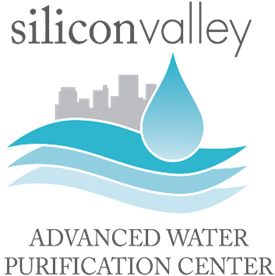 siliconvalley
ADVANCED WATER
PURIFICATION CENTER